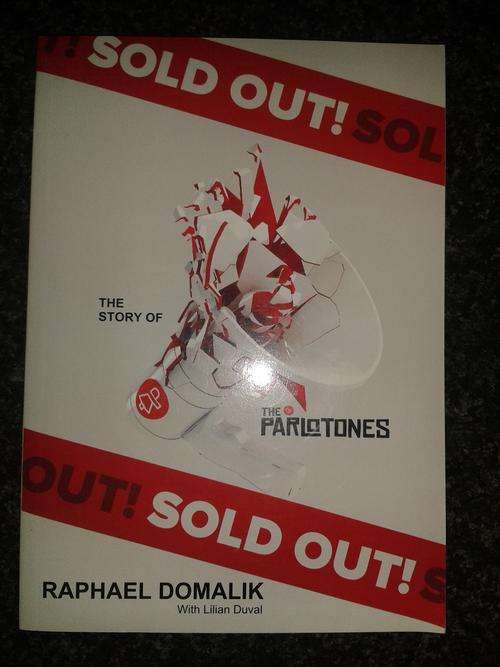 T! SOLD OUT! SOL
THE
STORY OF
THE
PARLOTONES
OUT! SOLD OUT! S
RAPHAEL DOMALIK
With Lilian Duval